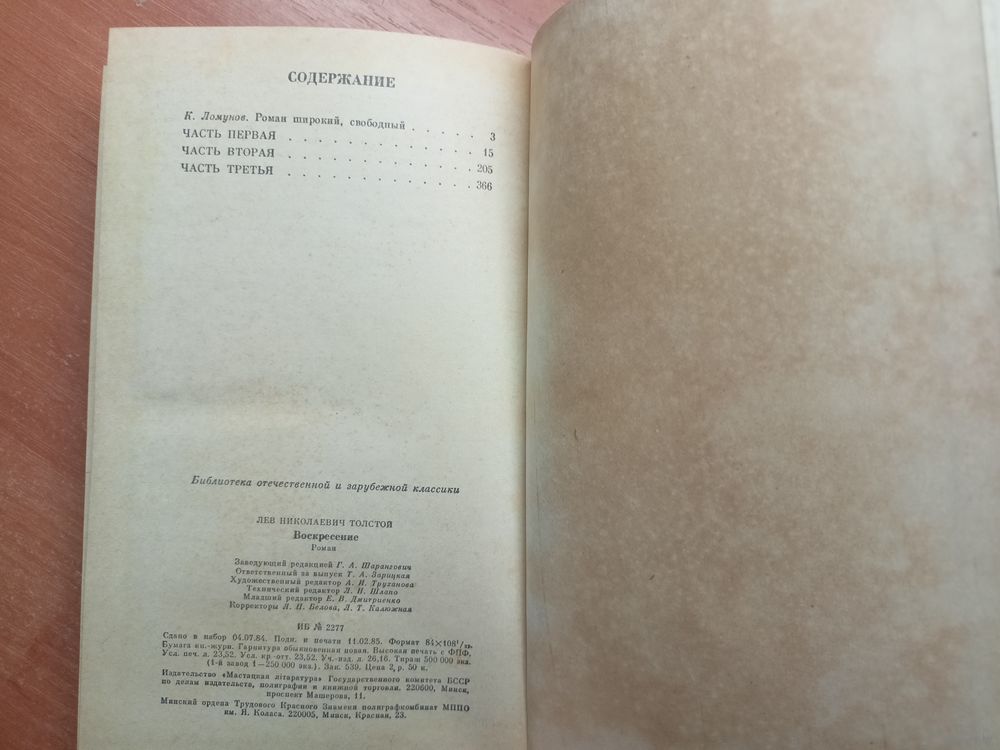 СОДЕРЖАНИЕ
К. Ломунов. Роман широкий, свободный . . . . . 3
ЧАСТЬ ПЕРВАЯ . . . . . . . . . . . 15
ЧАСТЬ ВТОРАЯ . . . . . . . . . . . 205
ЧАСТЬ ТРЕТЬЯ . . . . . . . . . . . 366
Библиотека отечественной и зарубежной классики
ЛЕВ НИКОЛАЕВИЧ ТОЛСТОЙ
Воскресение
Роман
Заведующий редакцией Г. А. Шарангович
Ответственный за выпуск Т. А. Зарицкая
Художественный редактор А. И. Труханова
Технический редактор Л. Н. Шлапо
Младший редактор Е. В. Дмитриенко
Корректоры Л. Н. Белова, Л. Т. Калюжная
ИБ № 2277
Сдано в набор 04.07.84. Подп. к печати 11.02.85. Формат 84×108¹/₃₂.
Бумага кн.-журн. Гарнитура обыкновенная новая. Высокая печать с ФПФ.
Усл. печ. л. 23,52. Усл. кр.-отт. 23,52. Уч.-изд. л. 26,16. Тираж 500 000 экз.
(1-й завод 1—250 000 экз.). Зак. 539. Цена 2 р. 50 к.
Издательство «Мастацкая літаратура» Государственного комитета БССР
по делам издательств, полиграфии и книжной торговли. 220600, Минск,
проспект Машерова, 11.
Минский ордена Трудового Красного Знамени полиграфкомбинат МППО
им. Я. Коласа. 220005, Минск, Красная, 23.